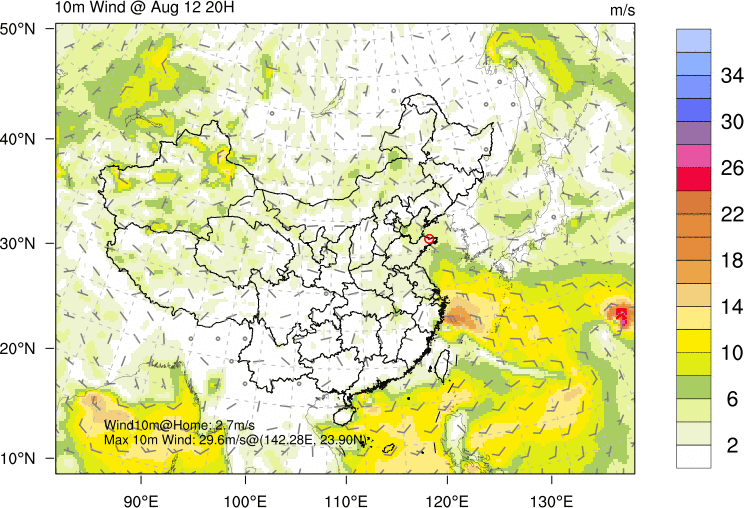 10m Wind @ Aug 12 20H
m/s
50°N
40°N
30°N
20°N
10°N
90°E
100°E
110°E
120°E
130°E
Wind10m@Home: 2.7m/s
Max 10m Wind: 29.6m/s@(142.28E, 23.90N)
34
30
26
22
18
14
10
6
2